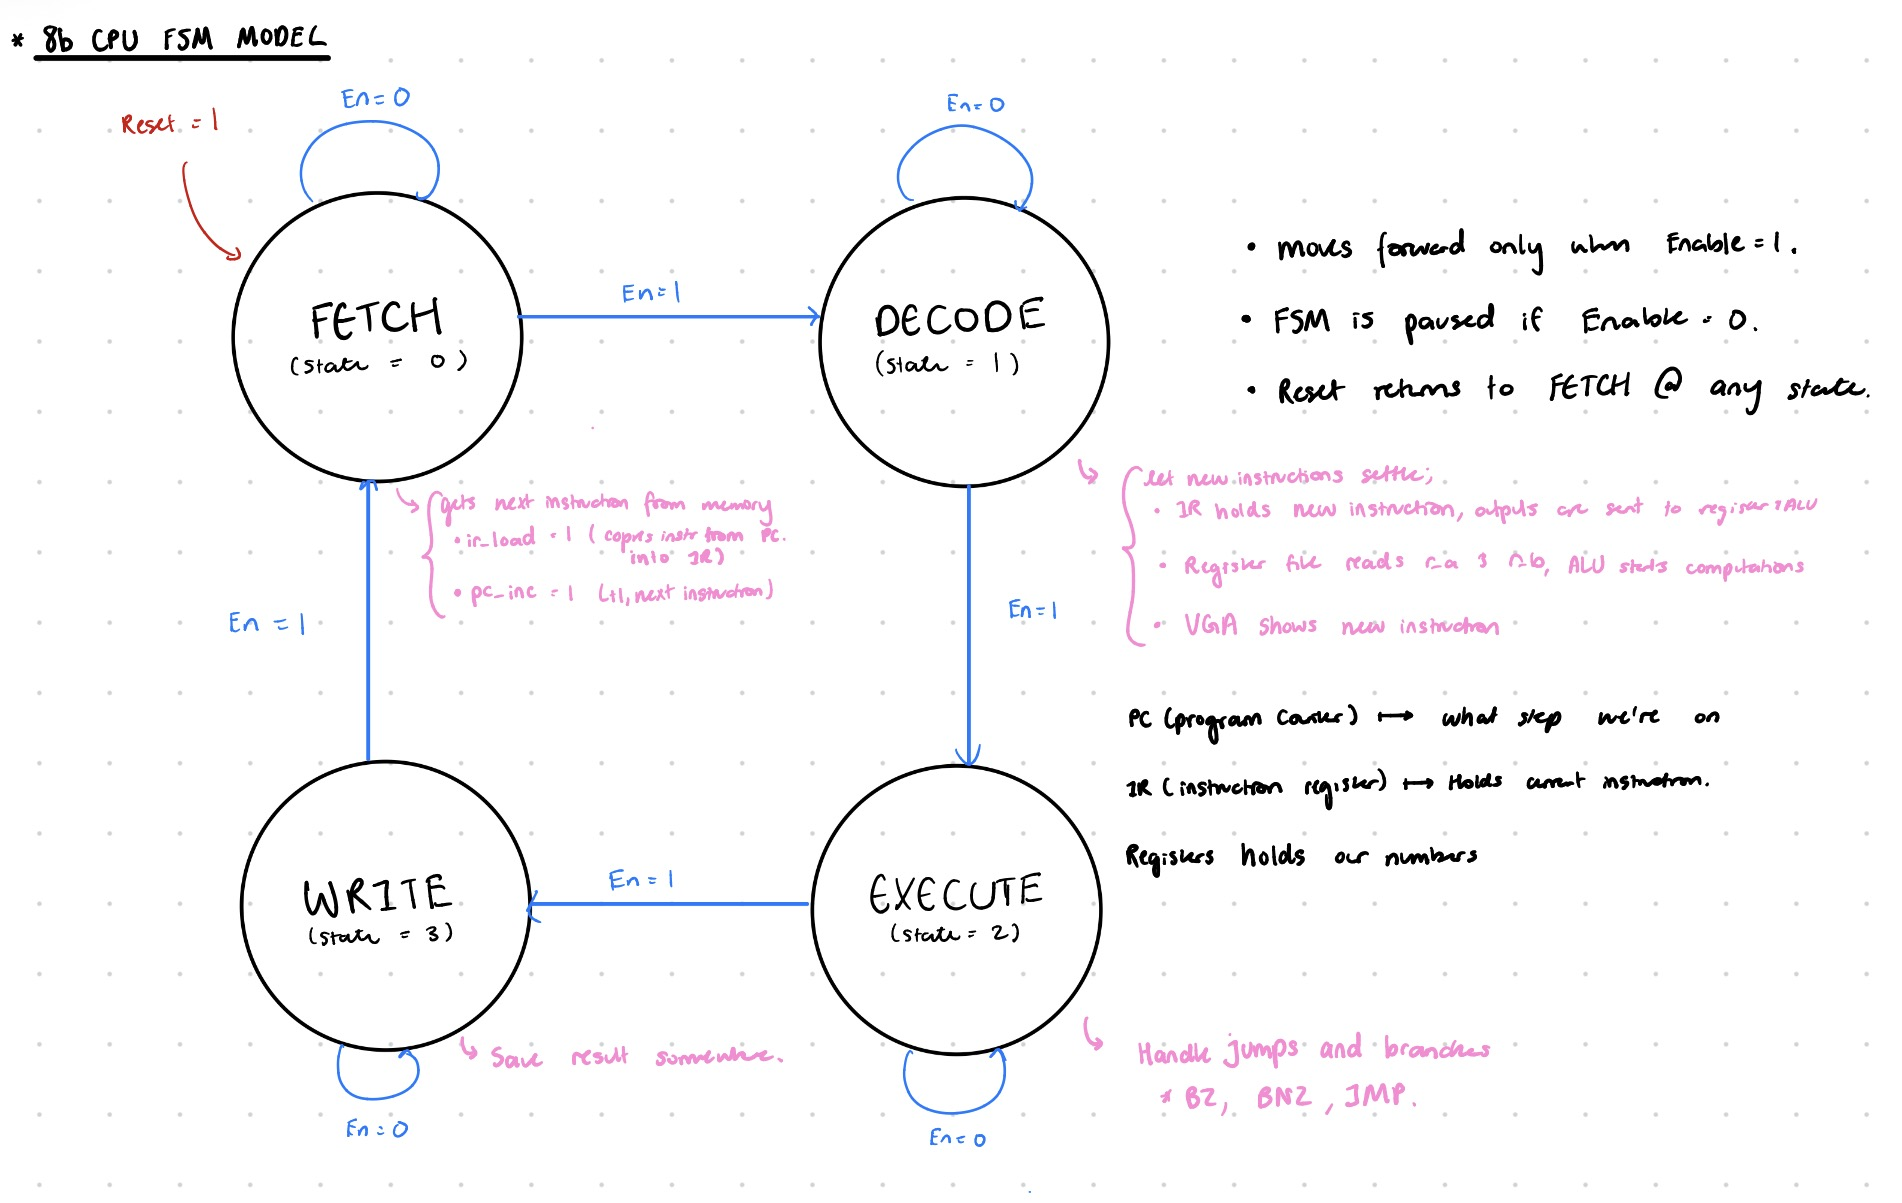 * 8b CPU FSM MODEL
Reset = 1
En = 0
En = 0
FETCH
(state = 0)
En = 1
DECODE
(state = 1)
• moves forward only when Enable = 1.
• FSM is paused if Enable = 0.
• Reset returns to FETCH @ any state.
gets next instruction from memory
• ir_load = 1 (copies instr from PC.
into IR)
• pc_inc = 1 (+1, next instruction)
let new instructions settle;
• IR holds new instruction, outputs are sent to register & ALU
• Register file reads r_a & r_b, ALU starts computations
• VGA shows new instruction
En = 1
En = 1
PC (program counter) ↦ what step we're on
IR (instruction register) ↦ Holds current instruction.
Registers holds our numbers
WRITE
(state = 3)
En = 1
EXECUTE
(state = 2)
Save result somewhere.
Handle jumps and branches
* BZ, BNZ, JMP.
En = 0
En = 0